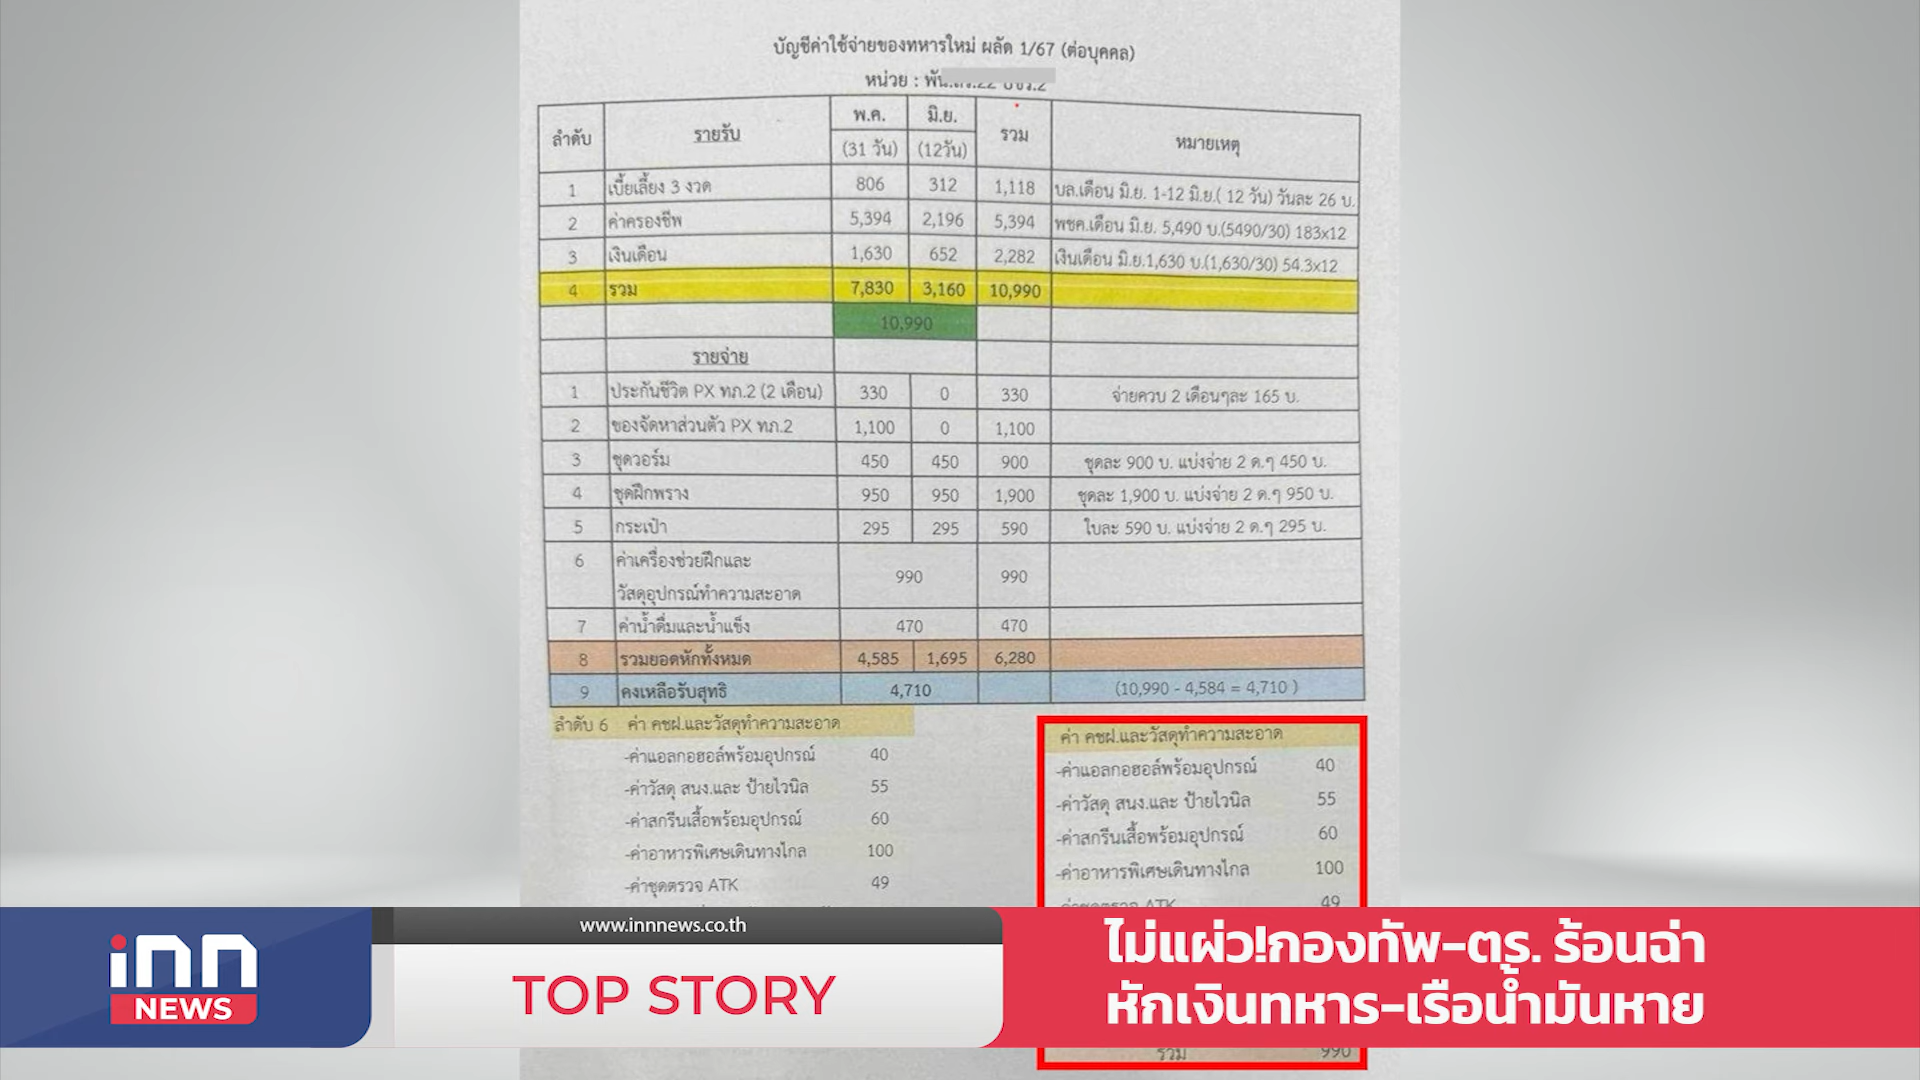 บัญชีค่าใช้จ่ายของทหารใหม่ ผลัด 1/67 (ต่อบุคคล)
หน่วย :
ลำดับ รายรับ พ.ค. (31 วัน) มิ.ย. (12วัน) รวม หมายเหตุ
1 เบี้ยเลี้ยง 3 งวด 806 312 1,118 บล.เดือน มิ.ย. 1-12 มิ.ย.( 12 วัน) วันละ 26 บ.
2 ค่าครองชีพ 5,394 2,196 5,394 พชค.เดือน มิ.ย. 5,490 บ.(5490/30) 183x12
3 เงินเดือน 1,630 652 2,282 เงินเดือน มิ.ย.1,630 บ.(1,630/30) 54.3x12
4 รวม 7,830 3,160 10,990
10,990
รายจ่าย
1 ประกันชีวิต PX ทภ.2 (2 เดือน) 330 0 330 จ่ายควบ 2 เดือนๆละ 165 บ.
2 ของจัดหาส่วนตัว PX ทภ.2 1,100 0 1,100
3 ชุดวอร์ม 450 450 900 ชุดละ 900 บ. แบ่งจ่าย 2 ด.ๆ 450 บ.
4 ชุดฝึกพราง 950 950 1,900 ชุดละ 1,900 บ. แบ่งจ่าย 2 ด.ๆ 950 บ.
5 กระเป๋า 295 295 590 ใบละ 590 บ. แบ่งจ่าย 2 ด.ๆ 295 บ.
6 ค่าเครื่องช่วยฝึกและ
วัสดุอุปกรณ์ทำความสะอาด 990 990
7 ค่าน้ำดื่มและน้ำแข็ง 470 470
8 รวมยอดหักทั้งหมด 4,585 1,695 6,280
9 คงเหลือรับสุทธิ 4,710 (10,990 - 4,584 = 4,710 )
ลำดับ 6 ค่า คชฝ.และวัสดุทำความสะอาด
-ค่าแอลกอฮอล์พร้อมอุปกรณ์ 40
-ค่าวัสดุ สนง.และ ป้ายไวนิล 55
-ค่าสกรีนเสื้อพร้อมอุปกรณ์ 60
-ค่าอาหารพิเศษเดินทางไกล 100
-ค่าชุดตรวจ ATK 49
ค่า คชฝ.และวัสดุทำความสะอาด
-ค่าแอลกอฮอล์พร้อมอุปกรณ์ 40
-ค่าวัสดุ สนง.และ ป้ายไวนิล 55
-ค่าสกรีนเสื้อพร้อมอุปกรณ์ 60
-ค่าอาหารพิเศษเดินทางไกล 100
-ค่าชุดตรวจ ATK 49
รวม 990
inn NEWS
www.innnews.co.th
TOP STORY
ไม่แผ่ว!กองทัพ-ตร. ร้อนฉ่า
หักเงินทหาร-เรือน้ำมันหาย